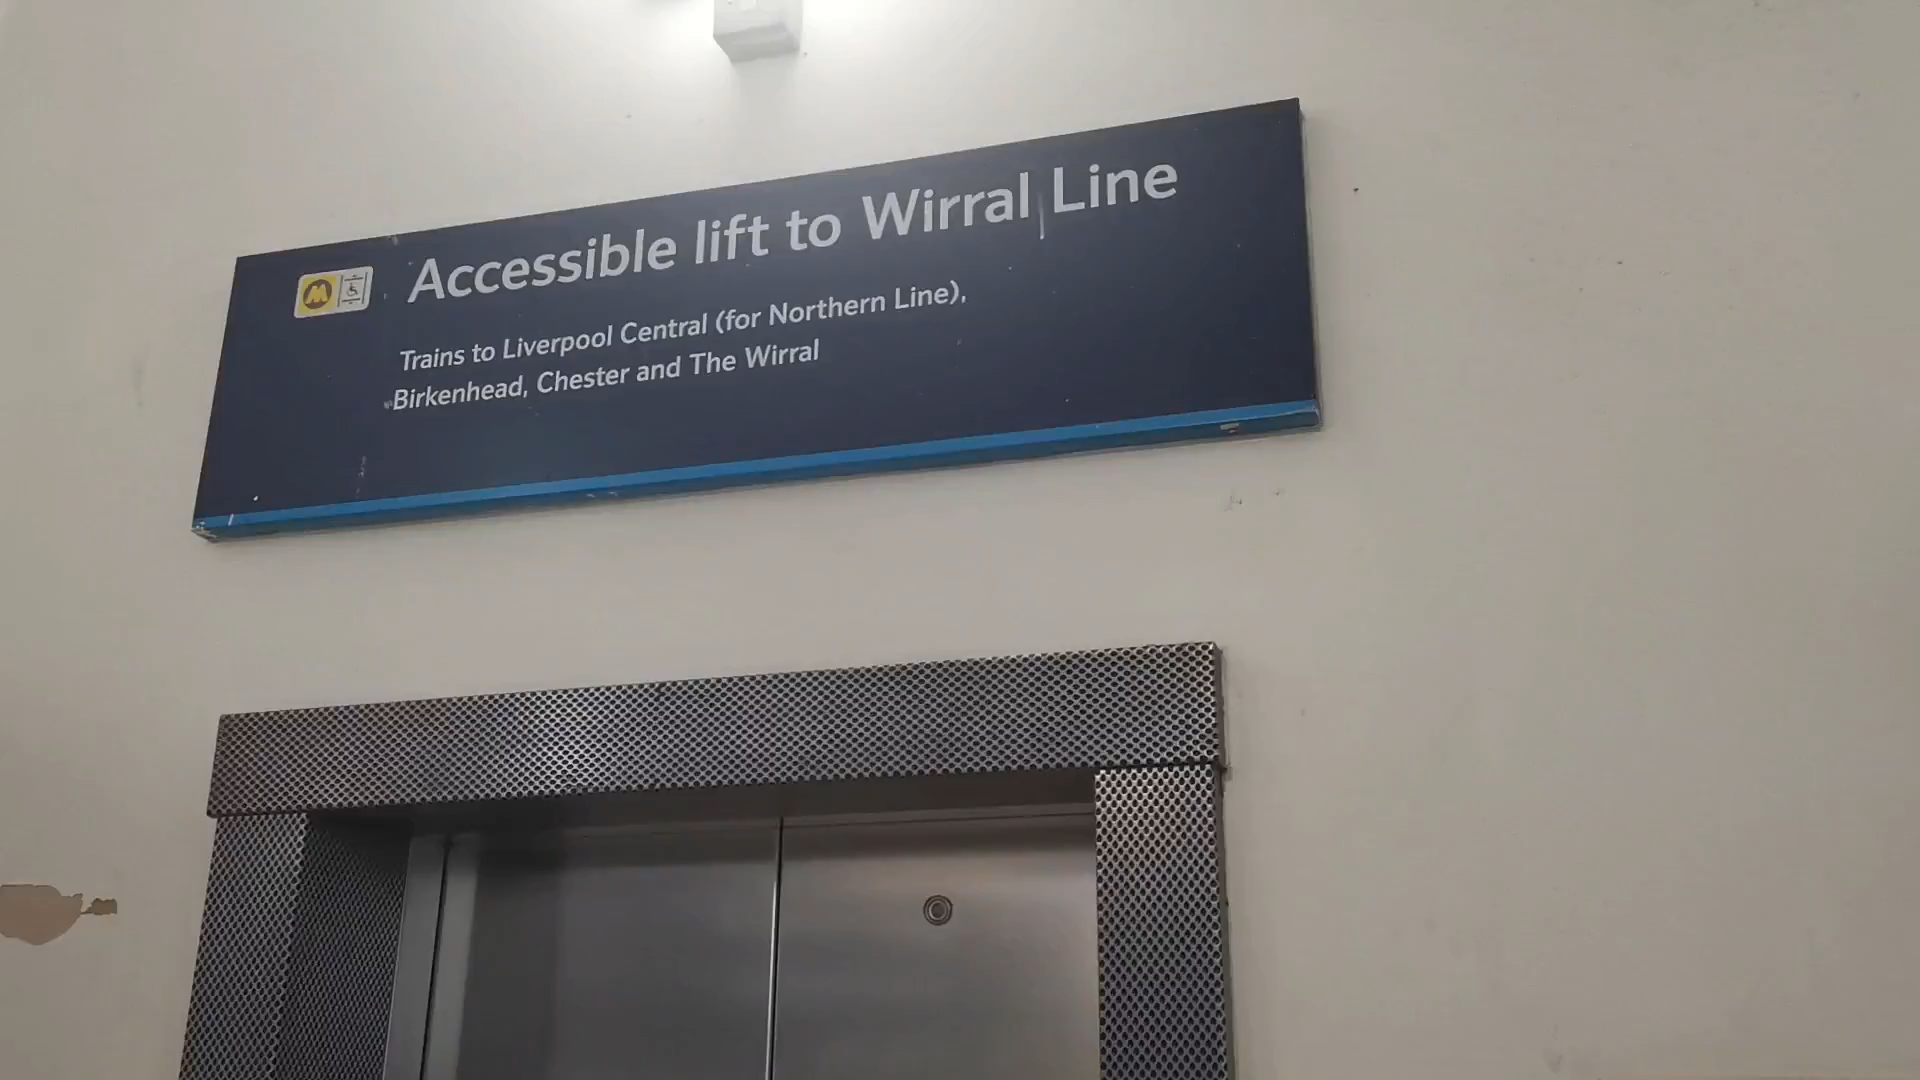 Accessible lift to Wirral Line
Trains to Liverpool Central (for Northern Line),
Birkenhead, Chester and The Wirral